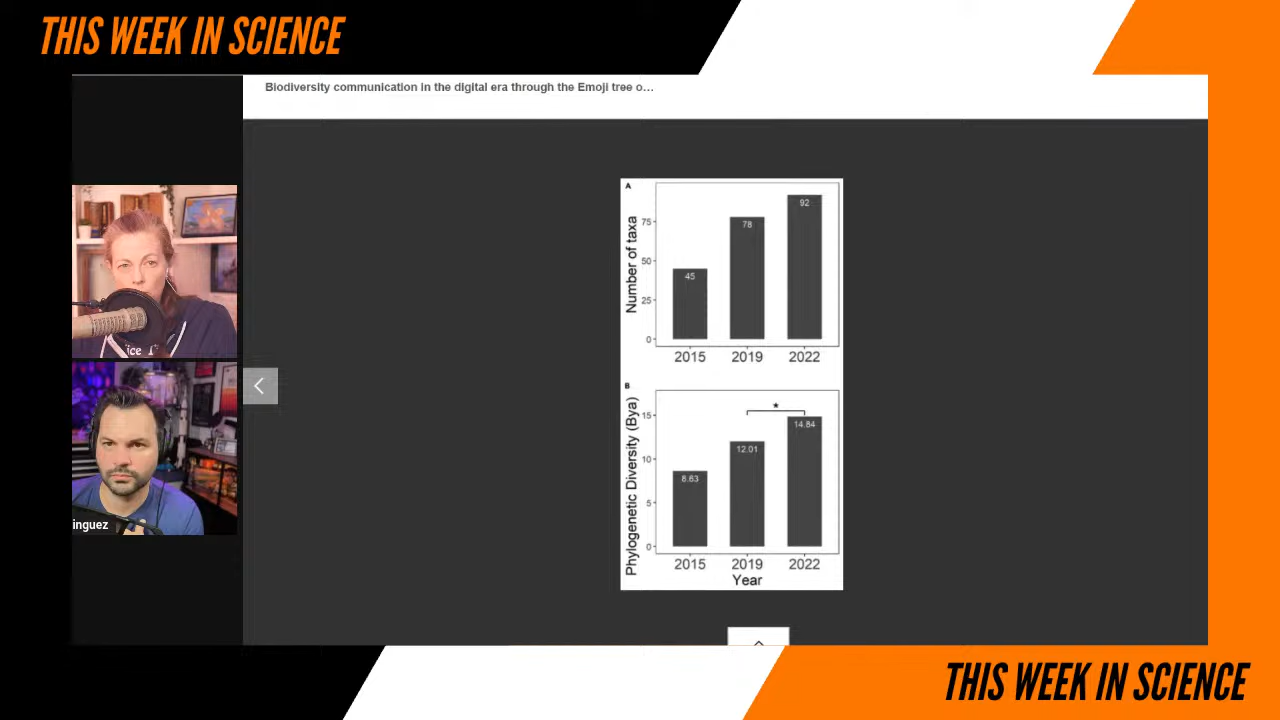 THIS WEEK IN SCIENCE
Biodiversity communication in the digital era through the Emoji tree o...
A
Number of taxa
75
50
25
0
45
78
92
2015 2019 2022
B
Phylogenetic Diversity (Bya)
15
10
5
0
*
8.63
12.01
14.84
2015 2019 2022
Year
inguez
THIS WEEK IN SCIENCE